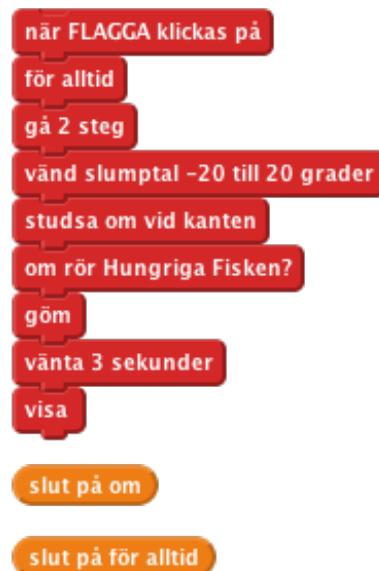 när FLAGGA klickas på
för alltid
gå 2 steg
vänd slumptal -20 till 20 grader
studsa om vid kanten
om rör Hungriga Fisken?
göm
vänta 3 sekunder
visa
slut på om
slut på för alltid